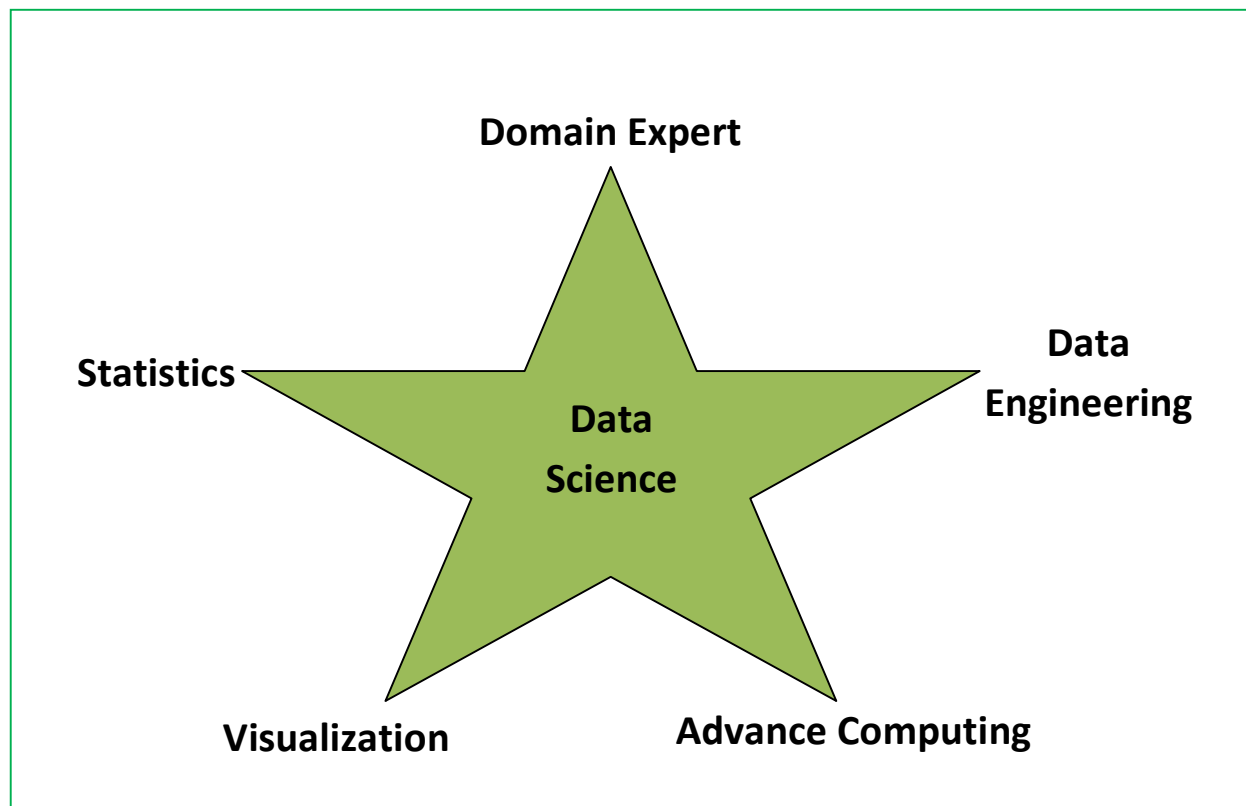 Domain Expert
Statistics
Data
Engineering
Data
Science
Visualization
Advance Computing